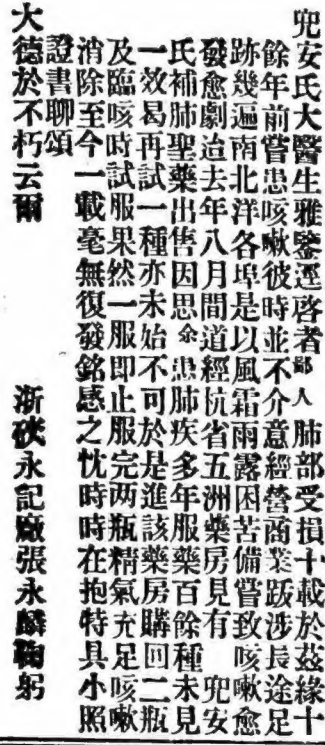 兜安氏大醫生雅鑒逕啓者鄙人肺部受損十載於茲緣十
餘年前嘗患咳嗽彼時並不介意經營商業跋涉長途足
跡幾遍南北洋各埠是以風霜雨露困苦備嘗致咳嗽愈
發愈劇迨去年八月間道經杭省五洲藥房見有 兜安
氏補肺聖藥出售因思余患肺疾多年服藥百餘種未見
一效曷再試一種亦未始不可於是進該藥房購回二瓶
及臨咳時試服果然一服即止服完两瓶精氣充足咳嗽
消除至今一載毫無復發銘感之忱時時在抱特具小照
證書聊頌
大德於不朽云爾 浙硤永記廠張永麟鞠躬